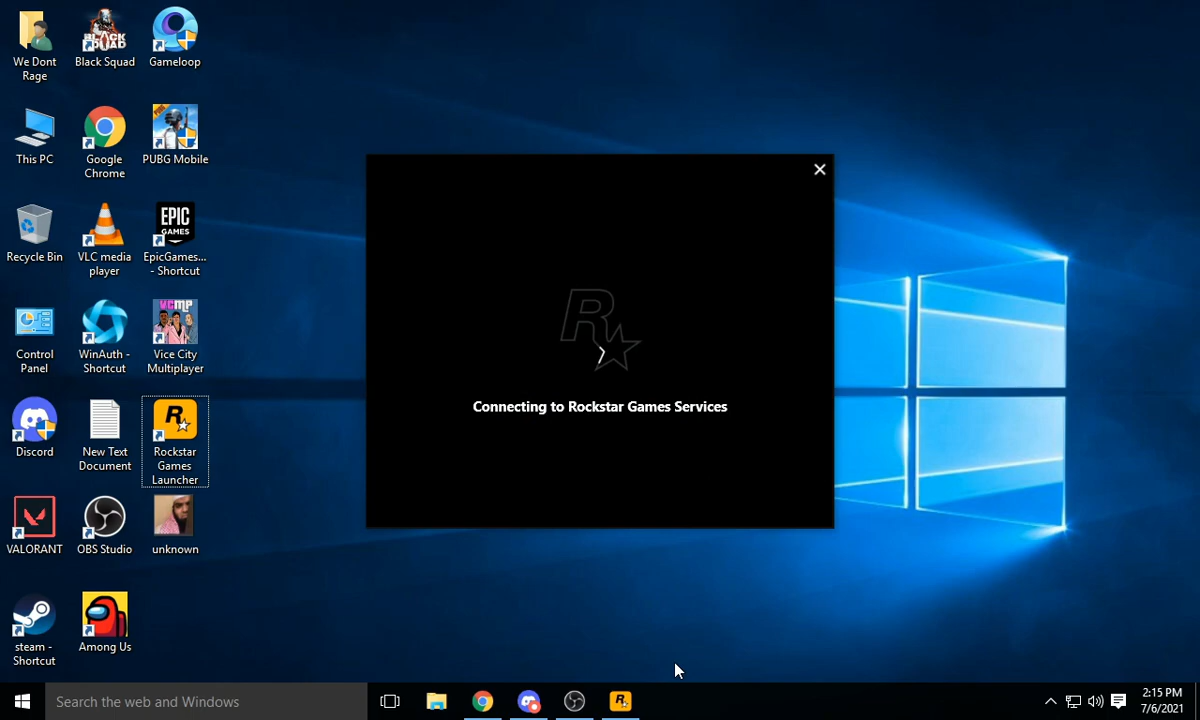 We Dont
Rage
Black Squad
Gameloop
This PC
Google
Chrome
PUBG Mobile
Recycle Bin
VLC media
player
EPIC
GAMES
EpicGames...
- Shortcut
Control
Panel
WinAuth -
Shortcut
VCMP
Vice City
Multiplayer
Discord
New Text
Document
Rockstar
Games
Launcher
VALORANT
OBS Studio
unknown
steam -
Shortcut
Among Us
Connecting to Rockstar Games Services
Search the web and Windows
2:15 PM
7/6/2021